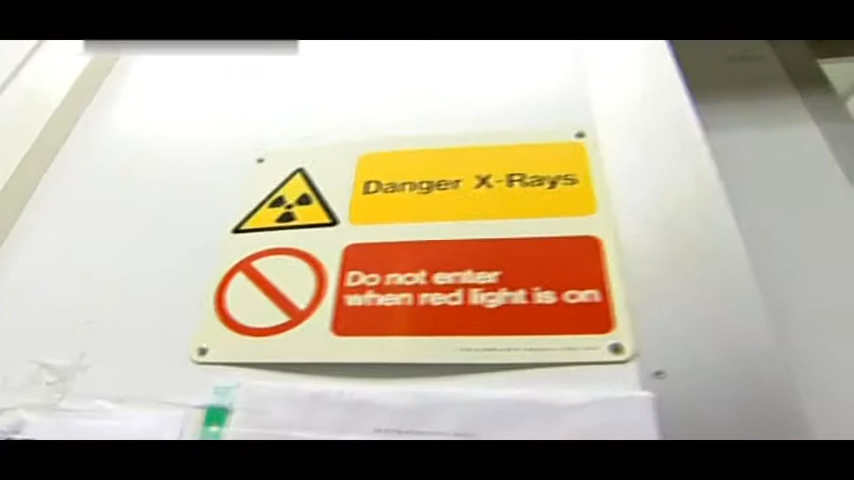 Danger X-Rays
Do not enter
when red light is on